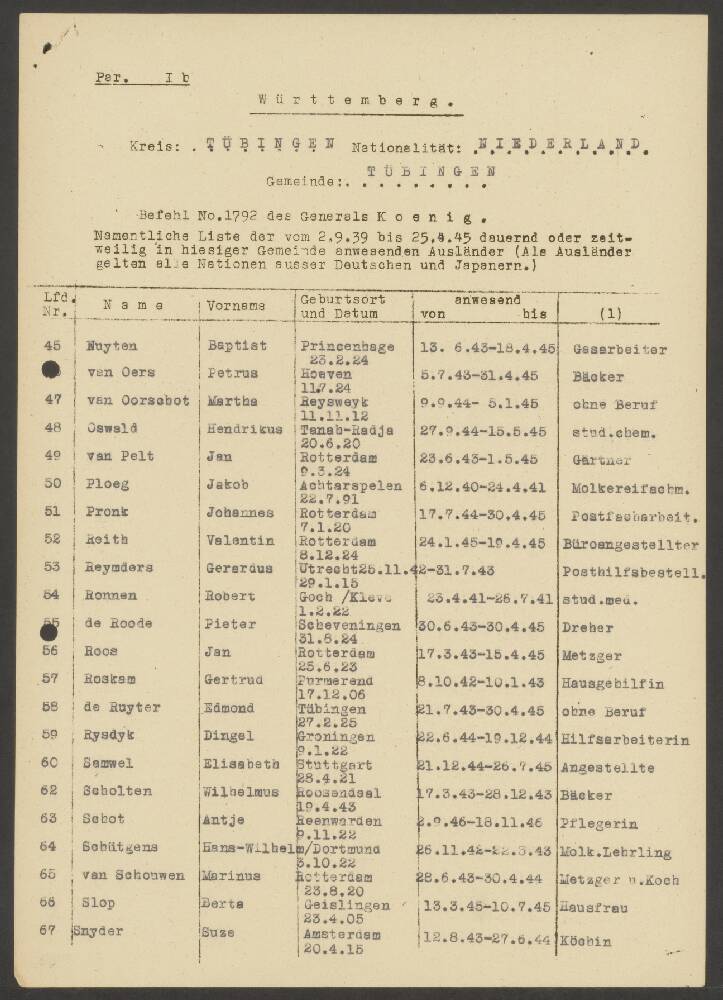 Par. I b
Württemberg.
Kreis: . TÜBINGEN Nationalität: NIEDERLAND.
Gemeinde:. TÜBINGEN
Befehl No.1792 des Generals Koenig.
Namentliche Liste der vom 2.9.39 bis 25.4.45 dauernd oder zeit-
weilig in hiesiger Gemeinde anwesenden Ausländer (Als Ausländer
gelten alle Nationen ausser Deutschen und Japanern.)
Lfd. Nr. Name Vorname Geburtsort und Datum anwesend von bis (1)
45 Nuyten Baptist Princenhage 13. 6.43-18.4.45 Gasarbeiter
23.2.24
van Oers Petrus Hoeven 5.7.43-31.4.45 Bäcker
11.7.24
47 van Oorschot Martha Reysweyk 9.9.44- 5.1.45 ohne Beruf
11.11.12
48 Oswald Hendrikus Tanah-Radja 27.9.44-15.5.45 stud.chem.
20.6.20
49 van Pelt Jan Rotterdam 23.6.43-1.5.45 Gärtner
9.3.24
50 Ploeg Jakob Achtarspelen 6.12.40-24.4.41 Molkereifachm.
22.7.91
51 Pronk Johannes Rotterdam 17.7.44-30.4.45 Postfacharbeit.
7.1.20
52 Reith Valentin Rotterdam 24.1.45-19.4.45 Büroangestellter
8.12.24
53 Reymders Gerardus Utrecht 25.11.42-31.7.43 Posthilfsbestell.
29.1.15
54 Ronnen Robert Goch /Kleve 23.4.41-26.7.41 stud.med.
1.2.22
55 de Roode Pieter Scheveningen 30.6.43-30.4.45 Dreher
31.8.24
56 Roos Jan Rotterdam 17.3.43-15.4.45 Metzger
25.6.23
57 Roskam Gertrud Purmerend 8.10.42-10.1.43 Hausgehilfin
17.12.06
58 de Ruyter Edmond Tübingen 21.7.43-30.4.45 ohne Beruf
27.2.25
59 Rysdyk Dingel Groningen 22.6.44-19.12.44 Hilfsarbeiterin
9.1.22
60 Samwel Elisabeth Stuttgart 21.12.44-26.7.45 Angestellte
28.4.21
62 Scholten Wilhelmus Roosendaal 17.3.43-28.12.43 Bäcker
19.4.43
63 Schot Antje Reenwarden 2.9.46-18.11.46 Pflegerin
9.11.22
64 Schätgens Hans-Wilhelm/Dortmund 26.11.42-22.3.43 Molk.Lehrling
3.10.22
65 van Schouwen Marinus Rotterdam 28.6.43-30.4.44 Metzger u.Koch
23.8.20
66 Slop Berta Geislingen 13.3.45-10.7.45 Hausfrau
23.4.05
67 Snyder Suze Amsterdam 12.8.43-27.6.44 Köchin
20.4.15